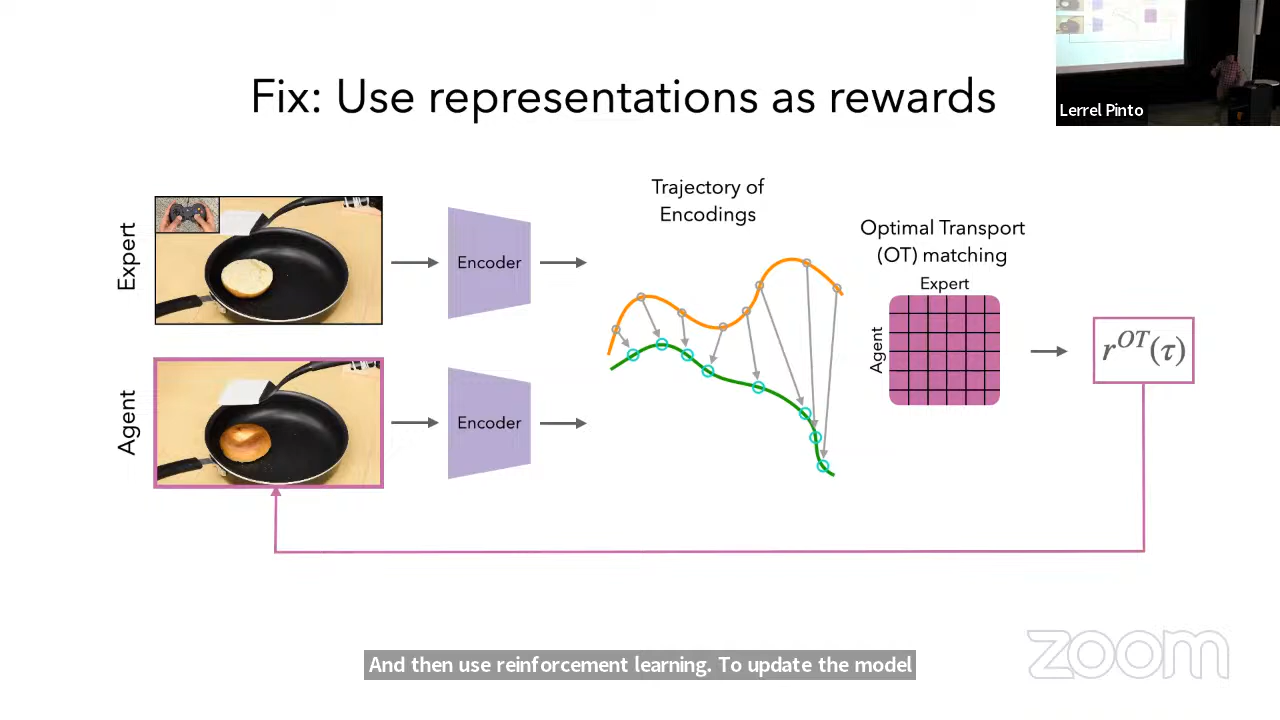 Fix: Use representations as rewards
Lerrel Pinto
Expert
Encoder
Trajectory of
Encodings
Optimal Transport
(OT) matching
Expert
Agent
r^{OT}(τ)
Agent
Encoder
And then use reinforcement learning. To update the model
zoom